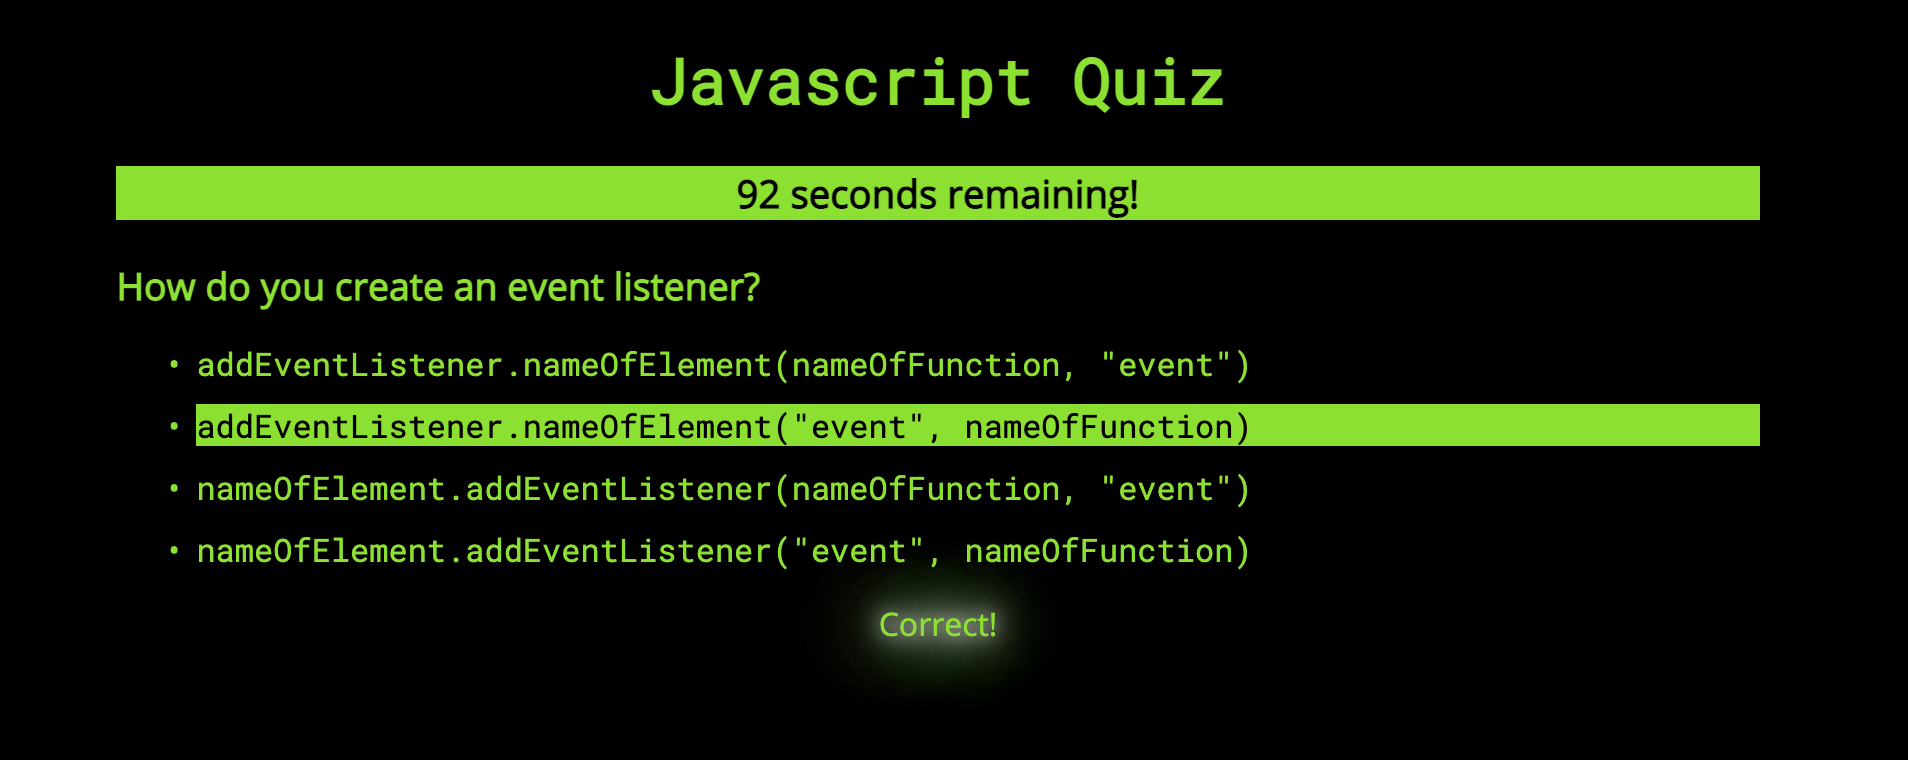 Javascript Quiz
92 seconds remaining!
How do you create an event listener?
• addEventListener.nameOfElement(nameOfFunction, "event")
• addEventListener.nameOfElement("event", nameOfFunction)
• nameOfElement.addEventListener(nameOfFunction, "event")
• nameOfElement.addEventListener("event", nameOfFunction)
Correct!